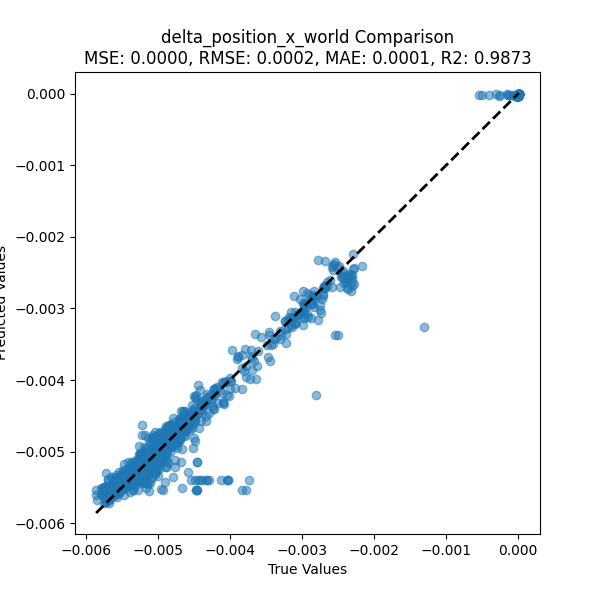 delta_position_x_world Comparison
MSE: 0.0000, RMSE: 0.0002, MAE: 0.0001, R2: 0.9873
0.000
−0.001
−0.002
−0.003
−0.004
−0.005
−0.006
Predicted Values
−0.006 −0.005 −0.004 −0.003 −0.002 −0.001 0.000
True Values